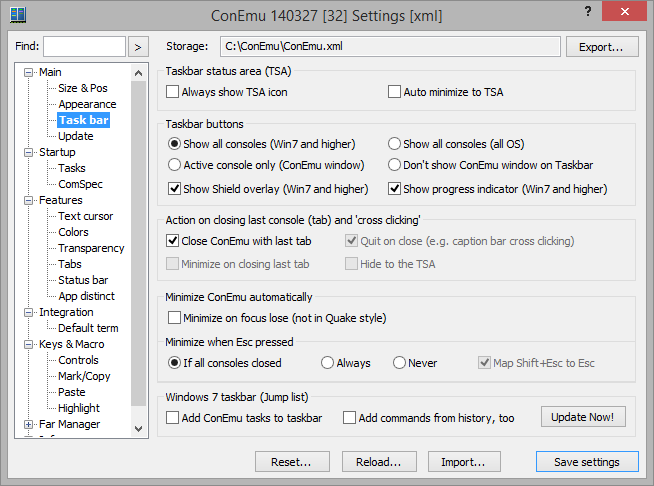 ConEmu 140327 [32] Settings [xml]
? x
Find: > Storage: C:\ConEmu\ConEmu.xml Export...
Main
Size & Pos
Appearance
Task bar
Update
Startup
Tasks
ComSpec
Features
Text cursor
Colors
Transparency
Tabs
Status bar
App distinct
Integration
Default term
Keys & Macro
Controls
Mark/Copy
Paste
Highlight
Far Manager
Taskbar status area (TSA)
Always show TSA icon Auto minimize to TSA
Taskbar buttons
Show all consoles (Win7 and higher) Show all consoles (all OS)
Active console only (ConEmu window) Don't show ConEmu window on Taskbar
Show Shield overlay (Win7 and higher) Show progress indicator (Win7 and higher)
Action on closing last console (tab) and 'cross clicking'
Close ConEmu with last tab Quit on close (e.g. caption bar cross clicking)
Minimize on closing last tab Hide to the TSA
Minimize ConEmu automatically
Minimize on focus lose (not in Quake style)
Minimize when Esc pressed
If all consoles closed Always Never Map Shift+Esc to Esc
Windows 7 taskbar (Jump list)
Add ConEmu tasks to taskbar Add commands from history, too Update Now!
Reset... Reload... Import... Save settings